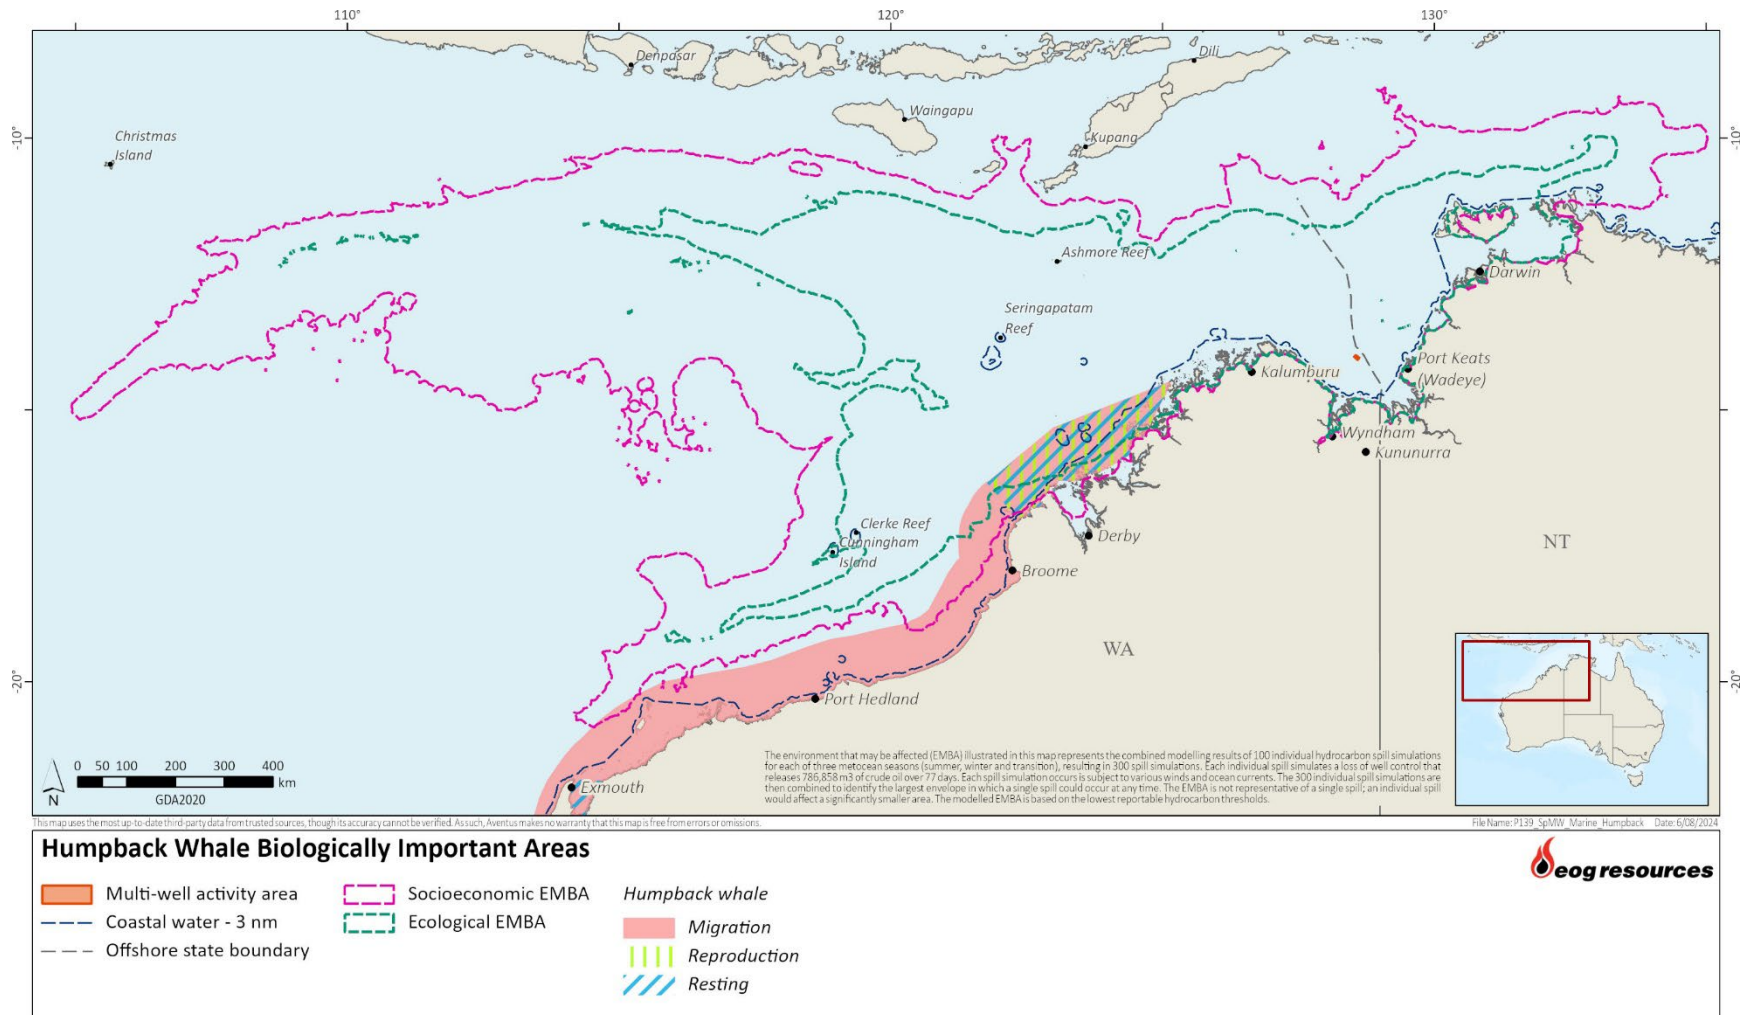 110°
120°
130°
-10°
-10°
-20°
-20°
Denpasar
Dili
Waingapu
Christmas
Island
Kupang
Ashmore Reef
Seringapatam
Reef
Darwin
Port Keats
(Wadeye)
Kalumburu
Wyndham
Kununurra
Clerke Reef
Cunningham
Island
Derby
Broome
NT
WA
Port Hedland
Exmouth
0 50 100 200 300 400
km
N
GDA2020
The environment that may be affected (EMBA) illustrated in this map represents the combined modelling results of 100 individual hydrocarbon spill simulations
for each of three metocean seasons (summer, winter and transition), resulting in 300 spill simulations. Each individual spill simulates a loss of well control that
releases 786,858 m3 of crude oil over 77 days. Each spill simulation occurs is subject to various winds and ocean currents. The 300 individual spill simulations are
then combined to identify the largest envelope in which a single spill could occur at any time. The EMBA is not representative of a single spill; an individual spill
would affect a significantly smaller area. The modelled EMBA is based on the lowest reportable hydrocarbon thresholds.
This map uses the most up-to-date third-party data from trusted sources, though its accuracy cannot be verified. As such, Aventus makes no warranty that this map is free from errors or omissions.
File Name: P139_SpMW_Marine_Humpback Date: 6/08/2024
Humpback Whale Biologically Important Areas
eog resources
Multi-well activity area
Coastal water - 3 nm
Offshore state boundary
Socioeconomic EMBA
Ecological EMBA
Humpback whale
Migration
Reproduction
Resting